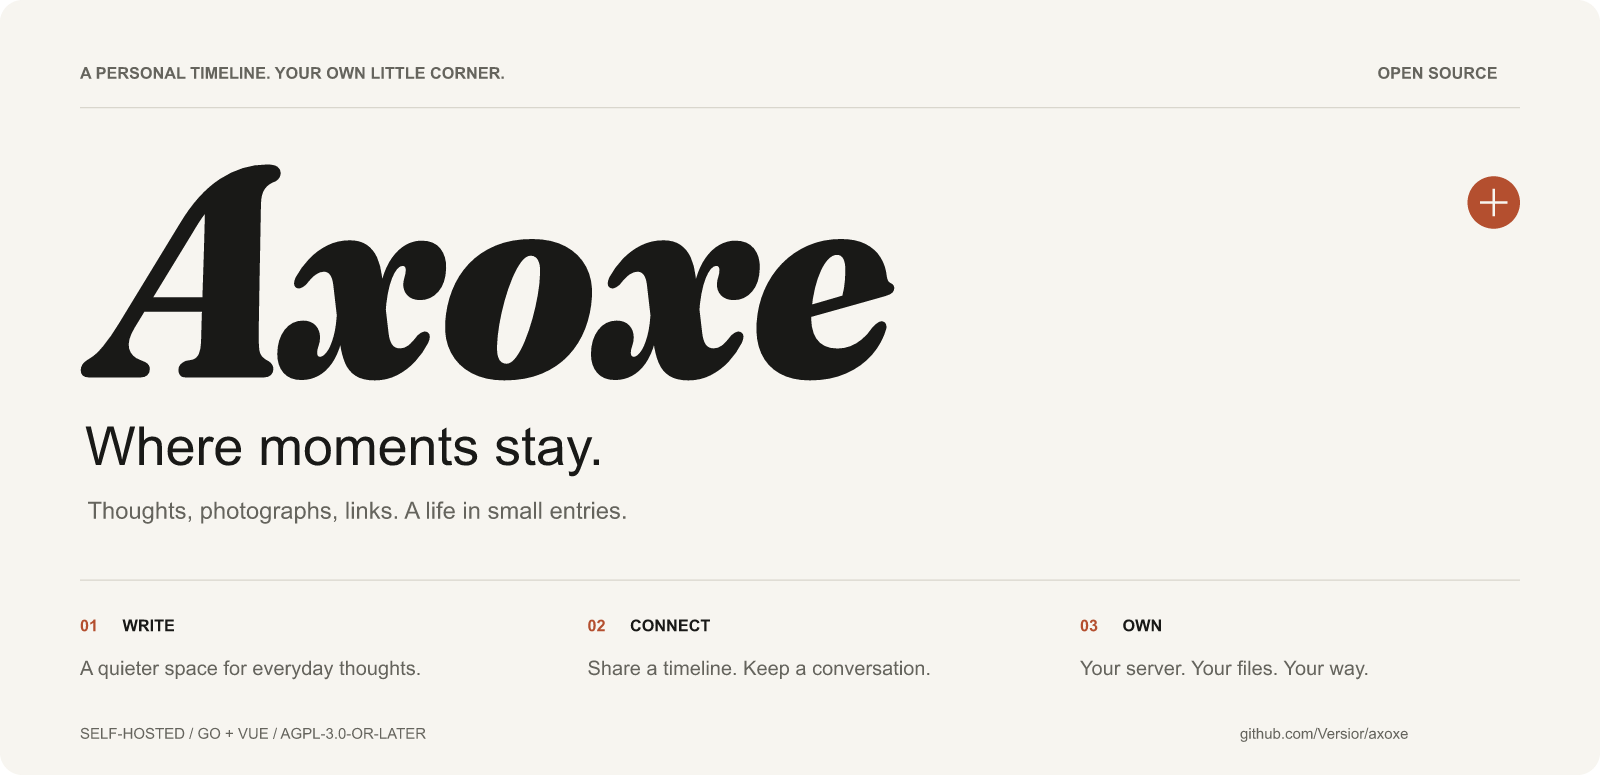 A PERSONAL TIMELINE. YOUR OWN LITTLE CORNER.
OPEN SOURCE
Axoxe
Where moments stay.
Thoughts, photographs, links. A life in small entries.
01 WRITE
A quieter space for everyday thoughts.
02 CONNECT
Share a timeline. Keep a conversation.
03 OWN
Your server. Your files. Your way.
SELF-HOSTED / GO + VUE / AGPL-3.0-OR-LATER
github.com/Versior/axoxe